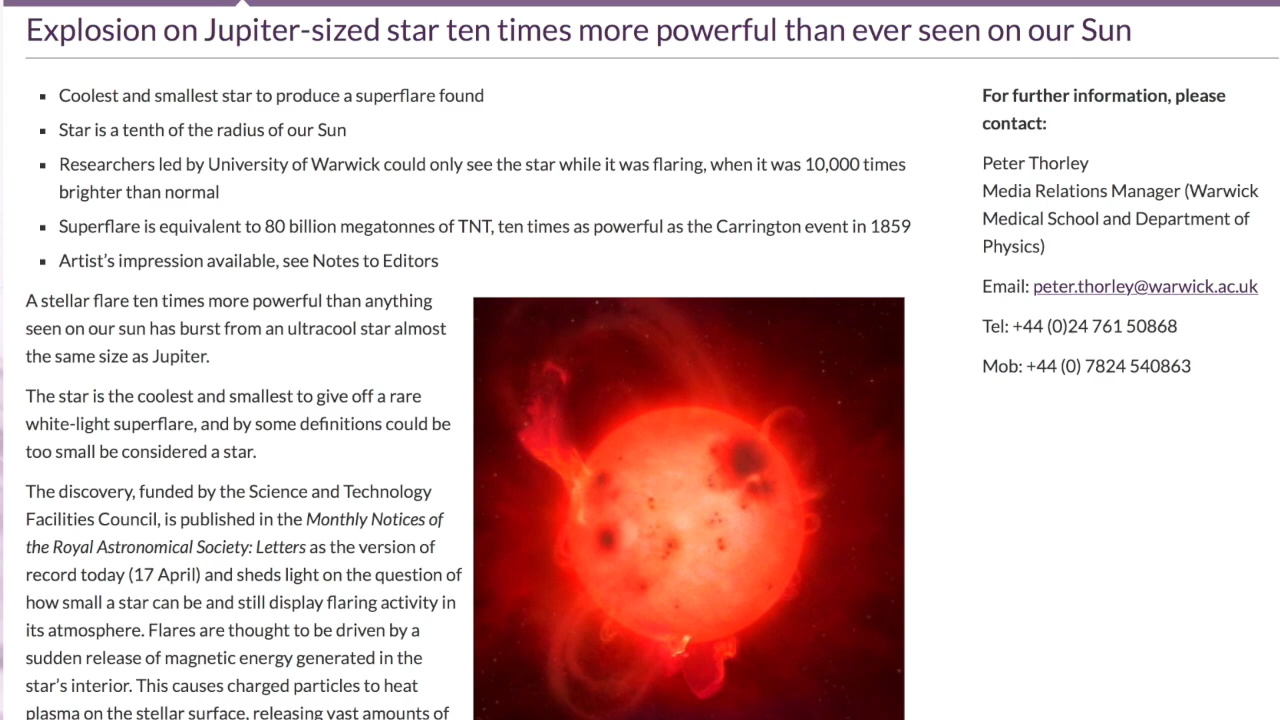 Explosion on Jupiter-sized star ten times more powerful than ever seen on our Sun
Coolest and smallest star to produce a superflare found
Star is a tenth of the radius of our Sun
Researchers led by University of Warwick could only see the star while it was flaring, when it was 10,000 times
brighter than normal
Superflare is equivalent to 80 billion megatonnes of TNT, ten times as powerful as the Carrington event in 1859
Artist's impression available, see Notes to Editors
A stellar flare ten times more powerful than anything
seen on our sun has burst from an ultracool star almost
the same size as Jupiter.
The star is the coolest and smallest to give off a rare
white-light superflare, and by some definitions could be
too small be considered a star.
The discovery, funded by the Science and Technology
Facilities Council, is published in the Monthly Notices of
the Royal Astronomical Society: Letters as the version of
record today (17 April) and sheds light on the question of
how small a star can be and still display flaring activity in
its atmosphere. Flares are thought to be driven by a
sudden release of magnetic energy generated in the
star's interior. This causes charged particles to heat
plasma on the stellar surface, releasing vast amounts of
For further information, please
contact:
Peter Thorley
Media Relations Manager (Warwick
Medical School and Department of
Physics)
Email: peter.thorley@warwick.ac.uk
Tel: +44 (0)24 761 50868
Mob: +44 (0) 7824 540863